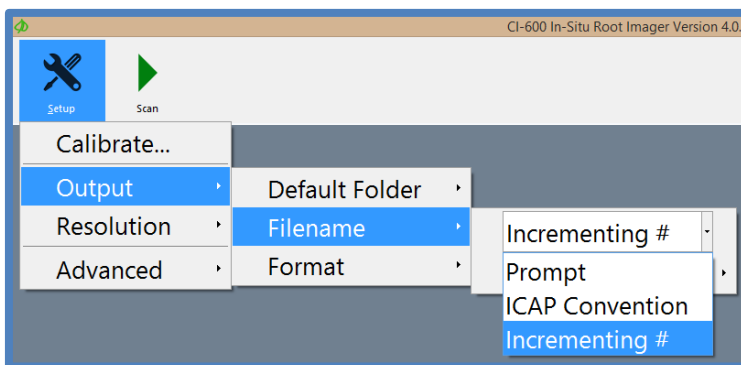 CI-600 In-Situ Root Imager Version 4.0.
Setup
Scan
Calibrate...
Output
Resolution
Advanced
Default Folder
Filename
Format
Incrementing #
Prompt
ICAP Convention
Incrementing #